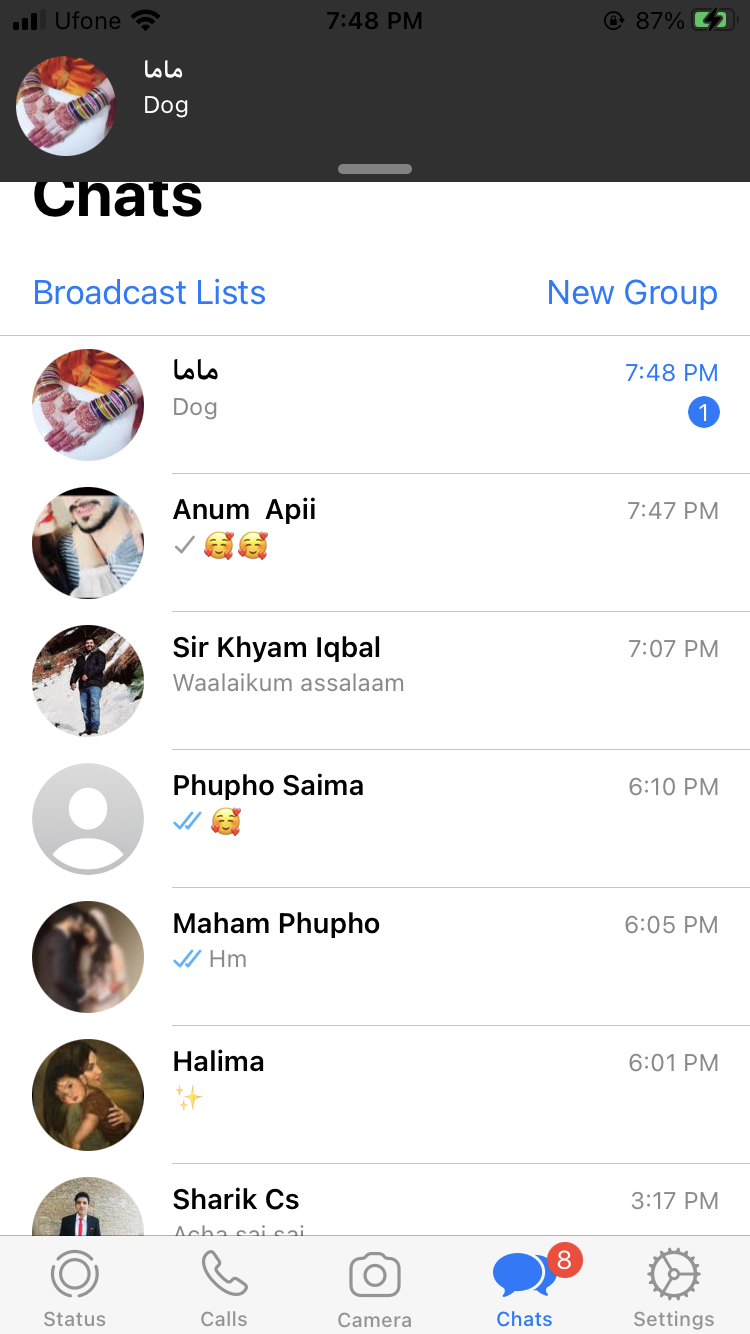 Ufone 7:48 PM 87%
ماما
Dog
Chats
Broadcast Lists New Group
ماما 7:48 PM
Dog 1
Anum Apii 7:47 PM
🥰🥰
Sir Khyam Iqbal 7:07 PM
Waalaikum assalaam
Phupho Saima 6:10 PM
🥰
Maham Phupho 6:05 PM
Hm
Halima 6:01 PM
✨
Sharik Cs 3:17 PM
Acha sai sai
8
Status Calls Camera Chats Settings